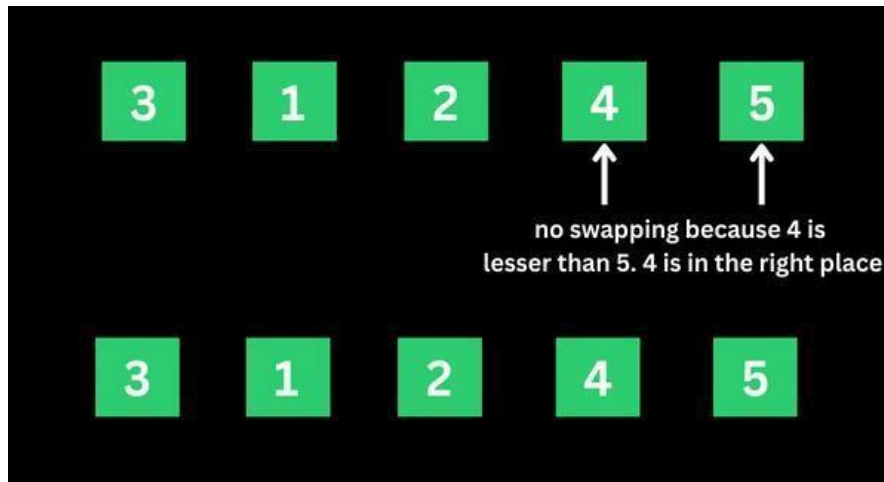 3 1 2 4 5
no swapping because 4 is
lesser than 5. 4 is in the right place
3 1 2 4 5